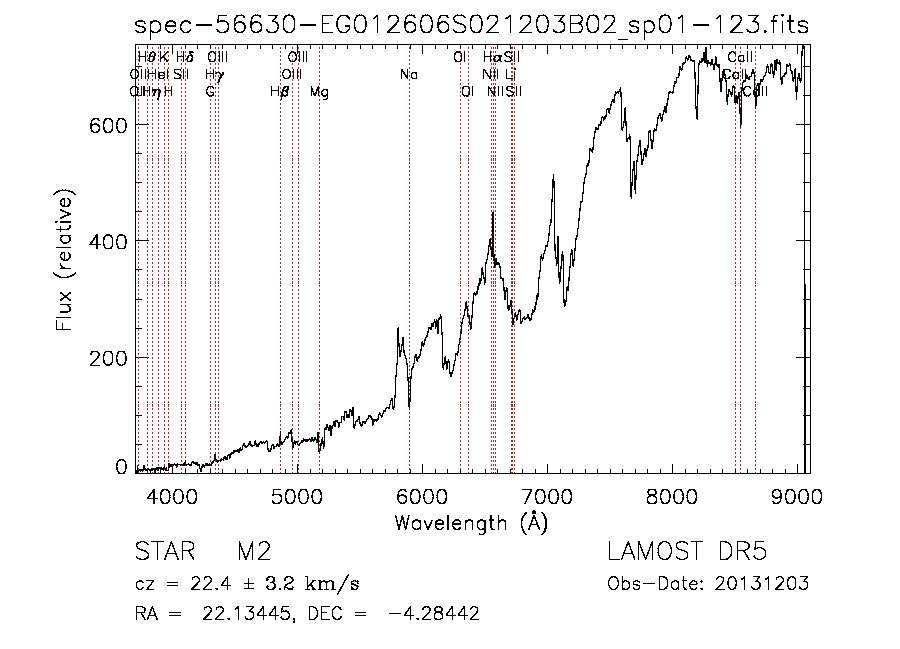 spec-56630-EG012606S021203B02_sp01-123.fits
Hθ K Hδ OIII OIII OI Hα SII CaII
OII HeI SII Hγ OIII Na NII Li CaII
OII Hη H G Hβ Mg OI NII SII CaII
600
400
200
0
Flux (relative)
4000 5000 6000 7000 8000 9000
Wavelength (Å)
STAR M2 LAMOST DR5
cz = 22.4 ± 3.2 km/s Obs-Date: 20131203
RA = 22.13445, DEC = -4.28442